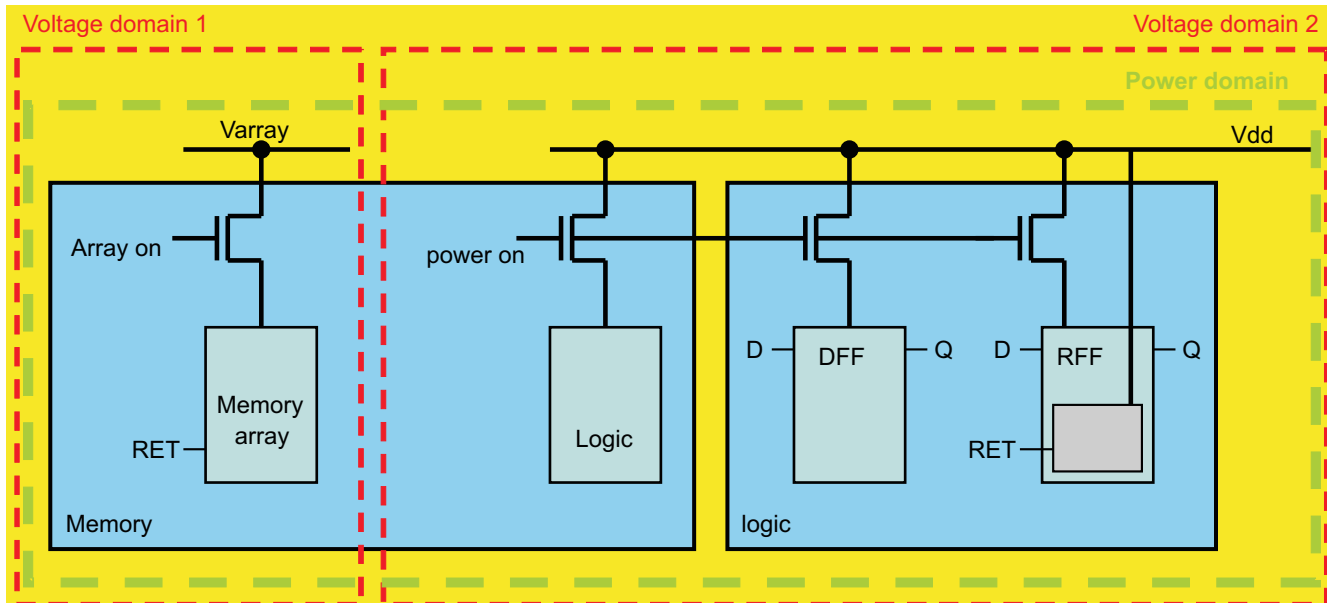 Voltage domain 1
Voltage domain 2
Power domain
Varray
Vdd
Array on
power on
D
DFF
Q
D
RFF
Q
Memory
array
RET
Logic
RET
Memory
logic